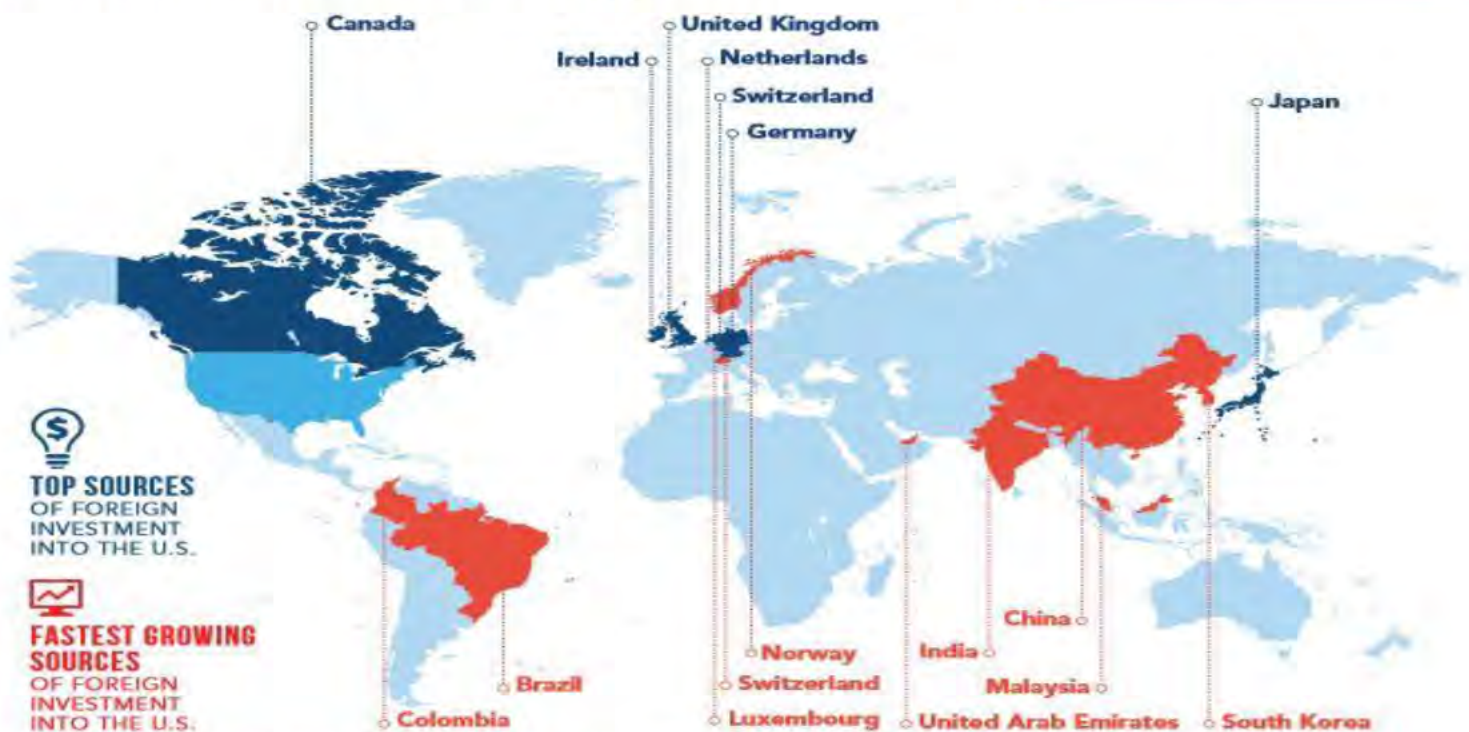 Canada
United Kingdom
Ireland
Netherlands
Switzerland
Germany
Japan
$
TOP SOURCES
OF FOREIGN
INVESTMENT
INTO THE U.S.
FASTEST GROWING
SOURCES
OF FOREIGN
INVESTMENT
INTO THE U.S.
China
Norway
India
Brazil
Switzerland
Malaysia
Colombia
Luxembourg
United Arab Emirates
South Korea